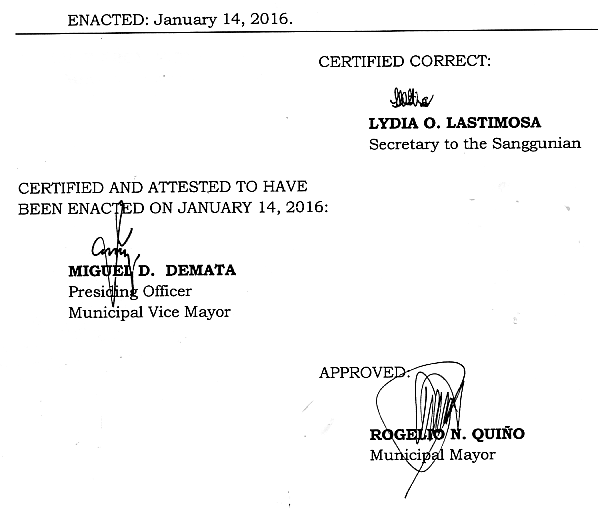 ENACTED: January 14, 2016.
CERTIFIED CORRECT:
LYDIA O. LASTIMOSA
Secretary to the Sanggunian
CERTIFIED AND ATTESTED TO HAVE
BEEN ENACTED ON JANUARY 14, 2016:
MIGUEL D. DEMATA
Presiding Officer
Municipal Vice Mayor
APPROVED:
ROGELIO N. QUIÑO
Municipal Mayor